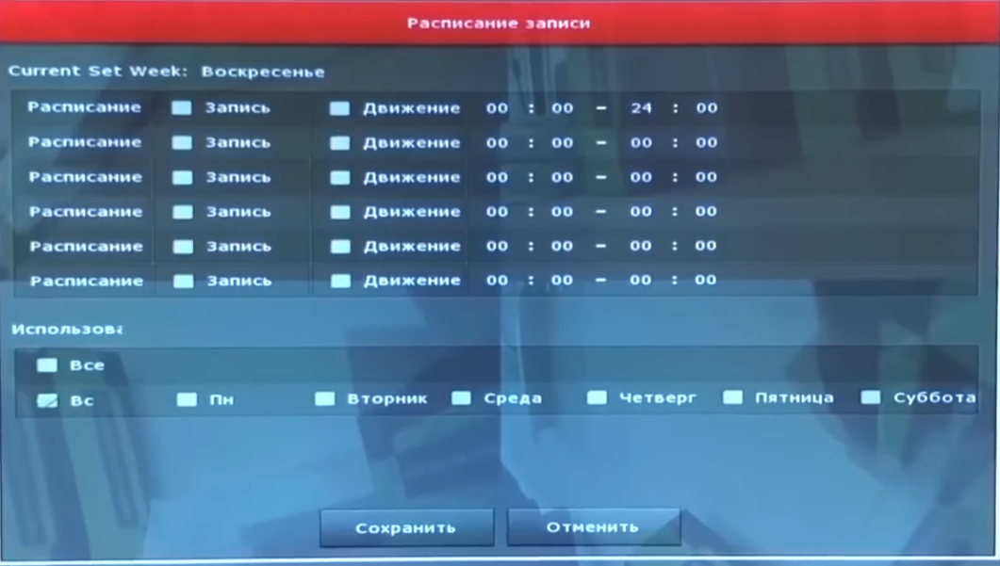 Расписание записи
Current Set Week: Воскресенье
Расписание Запись Движение 00 : 00 - 24 : 00
Расписание Запись Движение 00 : 00 - 00 : 00
Расписание Запись Движение 00 : 00 - 00 : 00
Расписание Запись Движение 00 : 00 - 00 : 00
Расписание Запись Движение 00 : 00 - 00 : 00
Расписание Запись Движение 00 : 00 - 00 : 00
Использова
Все
Вс Пн Вторник Среда Четверг Пятница Суббота
Сохранить Отменить